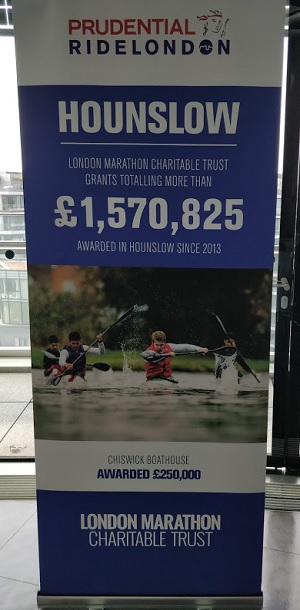 PRUDENTIAL
RIDELONDON
HOUNSLOW
LONDON MARATHON CHARITABLE TRUST
GRANTS TOTALLING MORE THAN
£1,570,825
AWARDED IN HOUNSLOW SINCE 2013
CHISWICK BOATHOUSE
AWARDED £250,000
LONDON MARATHON
CHARITABLE TRUST